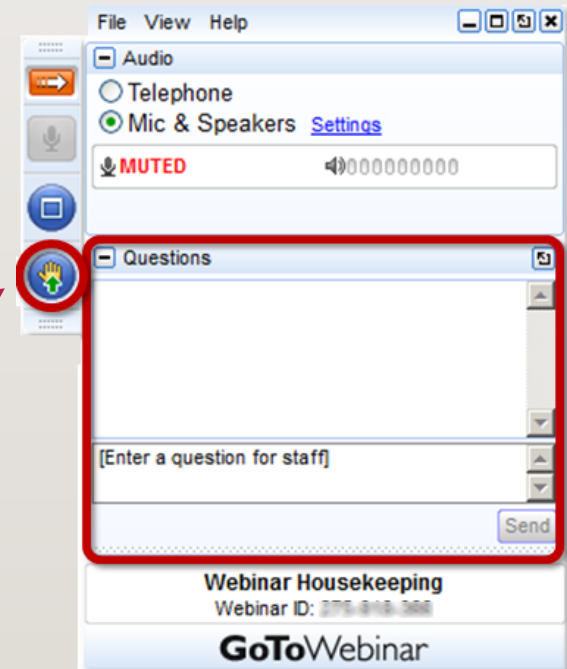 File View Help
Audio
Telephone
Mic & Speakers Settings
MUTED 000000000
Questions
[Enter a question for staff]
Send
Webinar Housekeeping
Webinar ID:
GoToWebinar